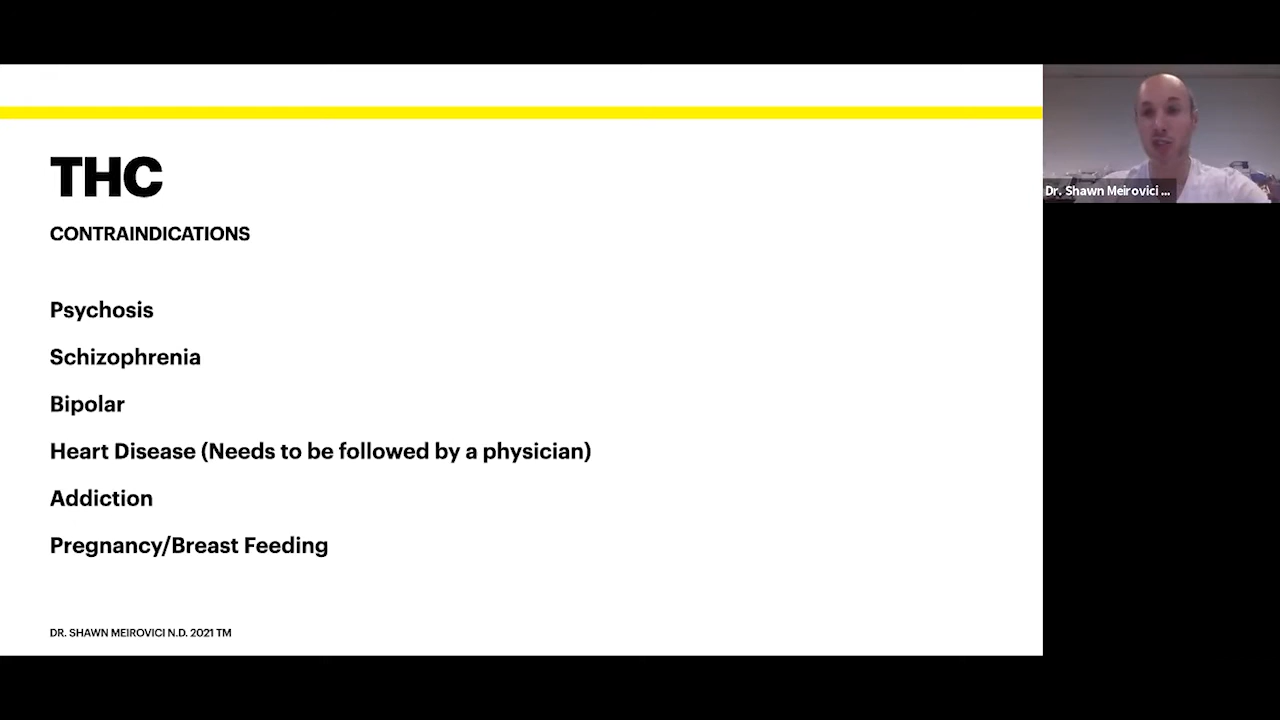 THC
CONTRAINDICATIONS
Psychosis
Schizophrenia
Bipolar
Heart Disease (Needs to be followed by a physician)
Addiction
Pregnancy/Breast Feeding
DR. SHAWN MEIROVICI N.D. 2021 TM
Dr. Shawn Meirovici ...